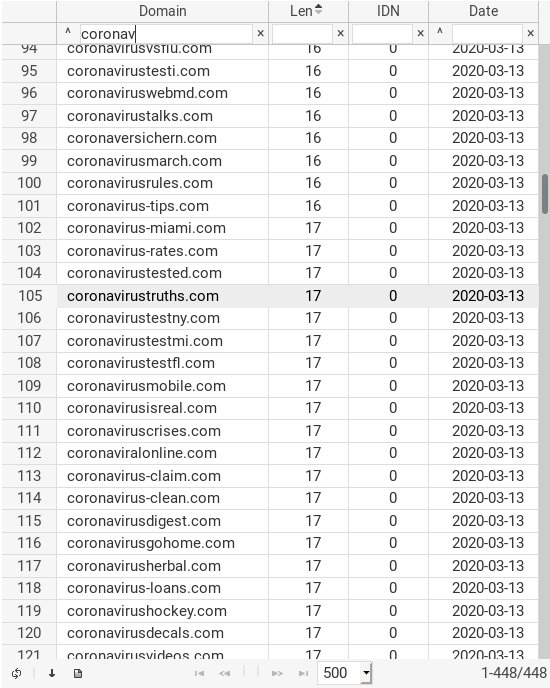 Domain Len IDN Date
^ coronav × × × ^ ×
94 coronavirusvsflu.com 16 0 2020-03-13
95 coronavirustesti.com 16 0 2020-03-13
96 coronaviruswebmd.com 16 0 2020-03-13
97 coronavirustalks.com 16 0 2020-03-13
98 coronaversichern.com 16 0 2020-03-13
99 coronavirusmarch.com 16 0 2020-03-13
100 coronavirusrules.com 16 0 2020-03-13
101 coronavirus-tips.com 16 0 2020-03-13
102 coronavirus-miami.com 17 0 2020-03-13
103 coronavirus-rates.com 17 0 2020-03-13
104 coronavirustested.com 17 0 2020-03-13
105 coronavirustruths.com 17 0 2020-03-13
106 coronavirustestny.com 17 0 2020-03-13
107 coronavirustestmi.com 17 0 2020-03-13
108 coronavirustestfl.com 17 0 2020-03-13
109 coronavirusmobile.com 17 0 2020-03-13
110 coronavirusisreal.com 17 0 2020-03-13
111 coronaviruscrises.com 17 0 2020-03-13
112 coronaviralonline.com 17 0 2020-03-13
113 coronavirus-claim.com 17 0 2020-03-13
114 coronavirus-clean.com 17 0 2020-03-13
115 coronavirusdigest.com 17 0 2020-03-13
116 coronavirusgohome.com 17 0 2020-03-13
117 coronavirusherbal.com 17 0 2020-03-13
118 coronavirus-loans.com 17 0 2020-03-13
119 coronavirushockey.com 17 0 2020-03-13
120 coronavirusdecals.com 17 0 2020-03-13
121 coronavirusvideos.com 17 0 2020-03-13
500 1-448/448